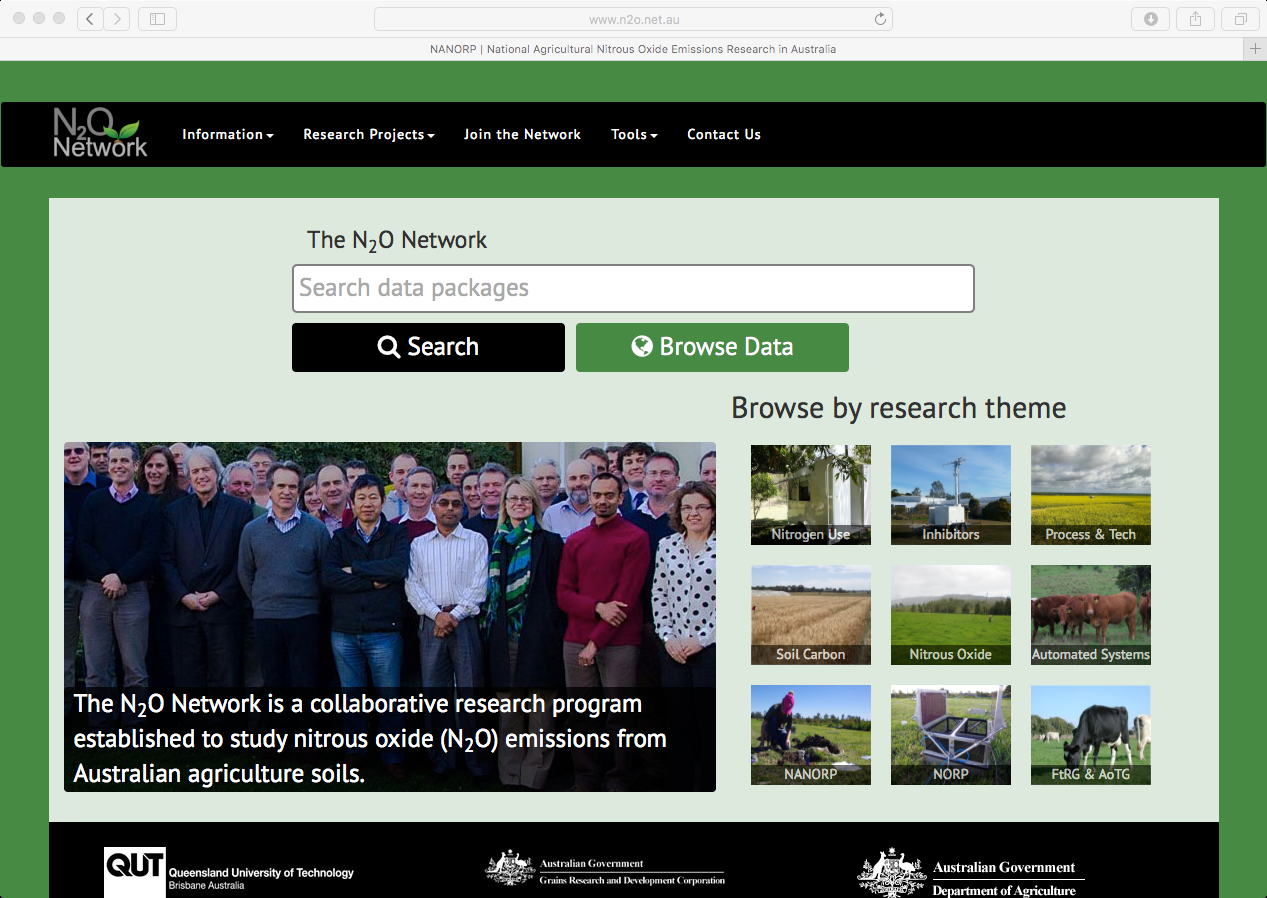 www.n2o.net.au
NANORP | National Agricultural Nitrous Oxide Emissions Research in Australia
N₂O
Network
Information
Research Projects
Join the Network
Tools
Contact Us
The N₂O Network
Search data packages
Search
Browse Data
Browse by research theme
Nitrogen Use
Inhibitors
Process & Tech
Soil Carbon
Nitrous Oxide
Automated Systems
NANORP
NORP
FtRG & AoTG
The N₂O Network is a collaborative research program
established to study nitrous oxide (N₂O) emissions from
Australian agriculture soils.
QUT
Queensland University of Technology
Brisbane Australia
Australian Government
Grains Research and Development Corporation
Australian Government
Department of Agriculture